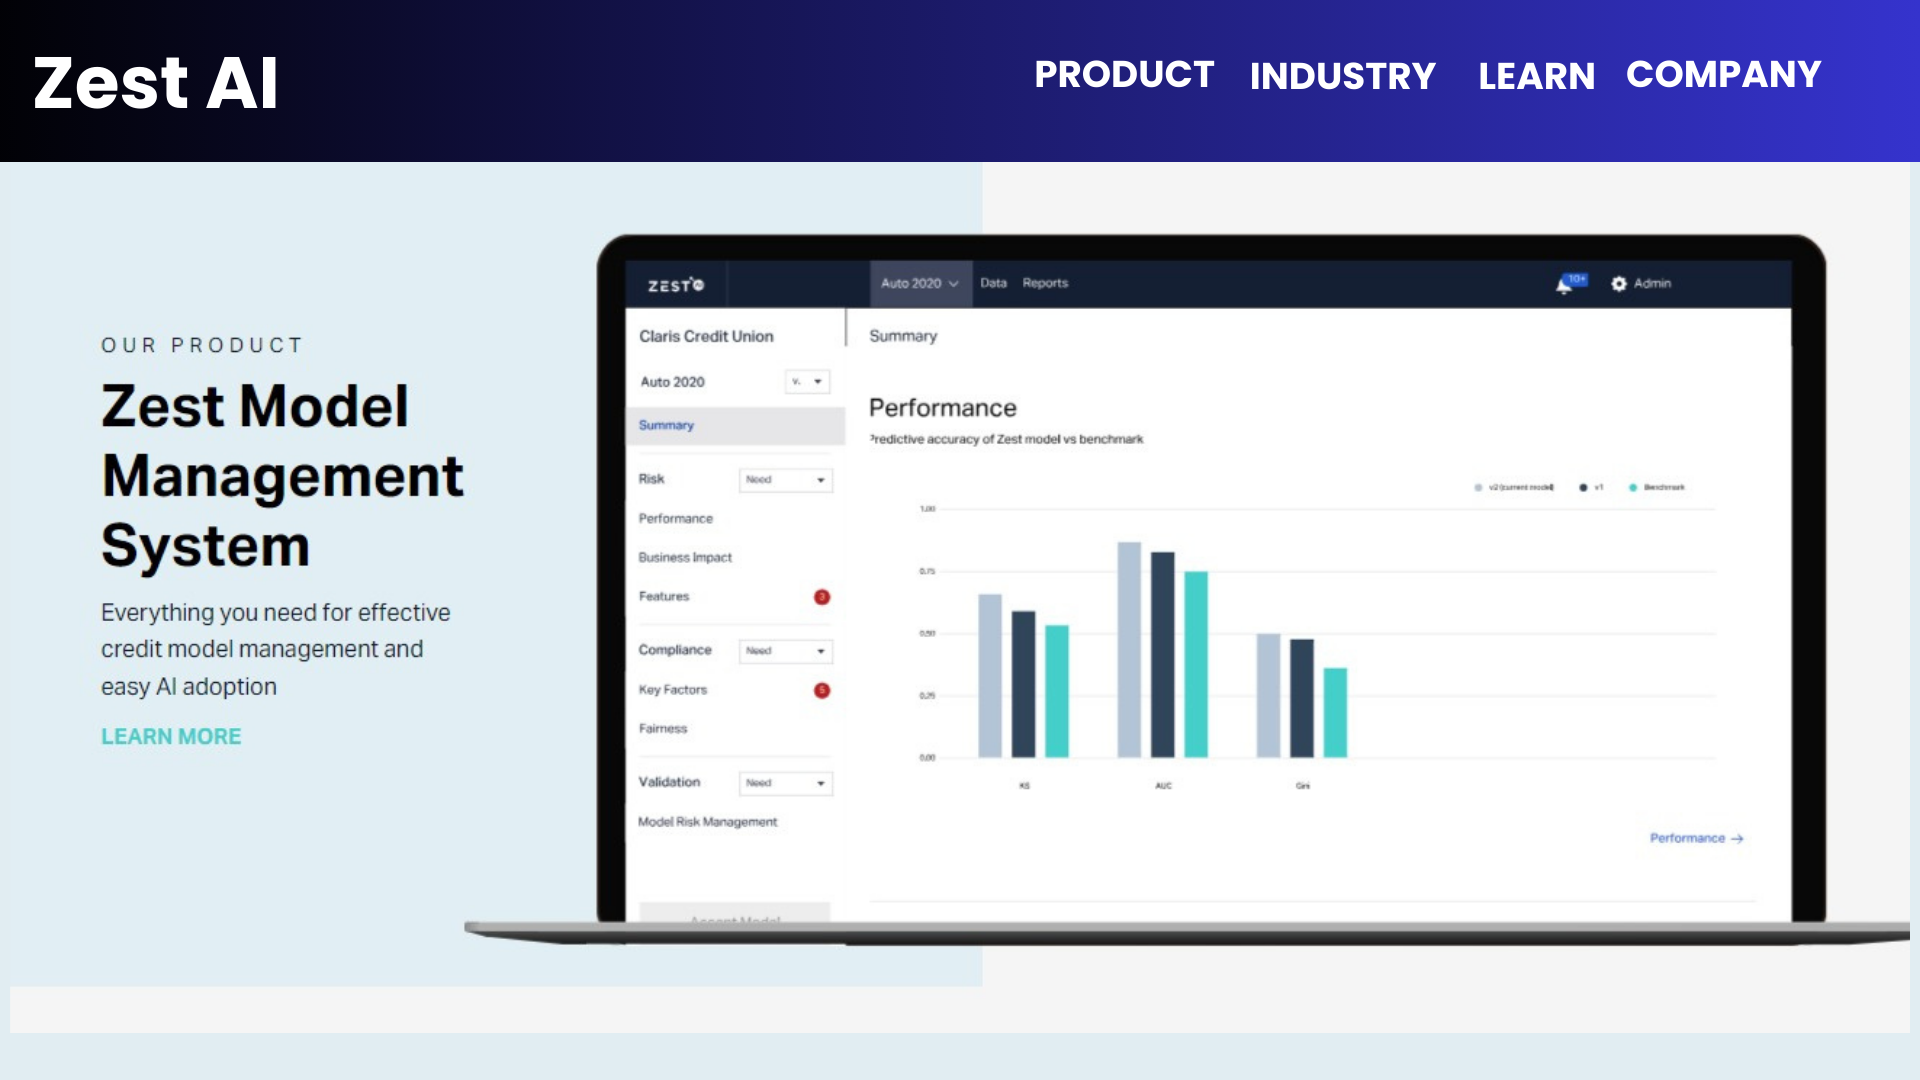 Zest AI
PRODUCT
INDUSTRY
LEARN
COMPANY
OUR PRODUCT
Zest Model
Management
System
Everything you need for effective
credit model management and
easy AI adoption
LEARN MORE
ZEST
Auto 2020
Data
Reports
10+
Admin
Claris Credit Union
Auto 2020
v.
Summary
Risk
Need
Performance
Business Impact
Features
3
Compliance
Need
Key Factors
5
Fairness
Validation
Need
Model Risk Management
Accept Model
Summary
Performance
Predictive accuracy of Zest model vs benchmark
v2 (current model)
v1
Benchmark
1.00
0.75
0.50
0.25
0.00
KS
AUC
Gini
Performance →